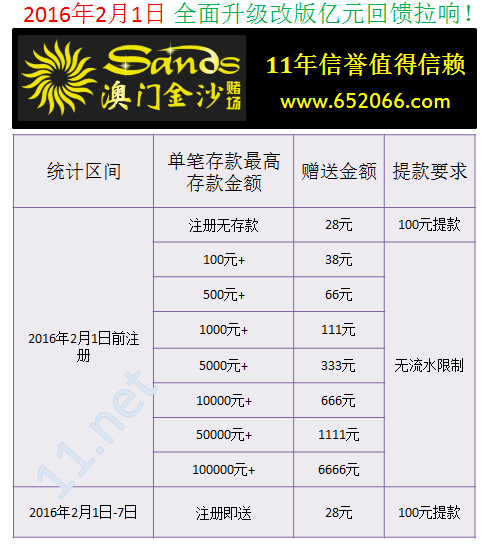 2016年2月1日 全面升级改版亿元回馈拉响!
Sands
澳门金沙赌场
11年信誉值得信赖
www.652066.com
统计区间
单笔存款最高
存款金额
赠送金额
提款要求
2016年2月1日前注
册
注册无存款
28元
100元提款
100元+
38元
500元+
66元
1000元+
111元
5000元+
333元
10000元+
666元
50000元+
1111元
100000元+
6666元
无流水限制
2016年2月1日-7日
注册即送
28元
100元提款
11.net